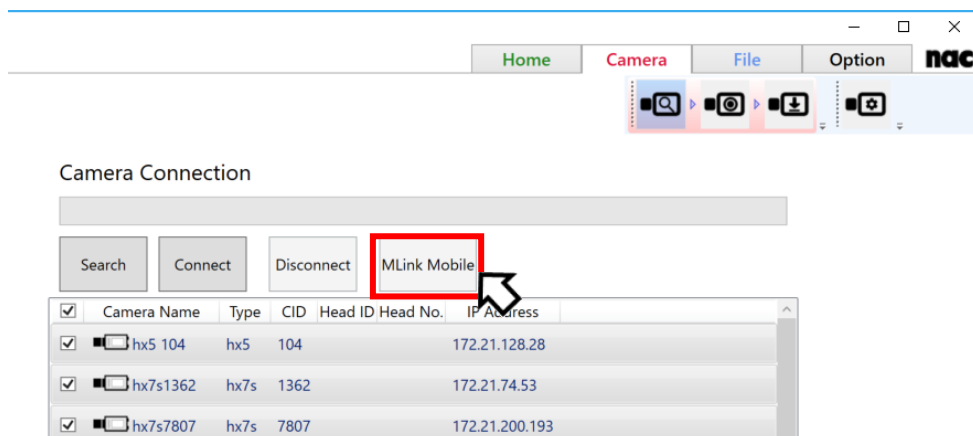 Home Camera File Option nac
Camera Connection
Search Connect Disconnect MLink Mobile
Camera Name Type CID Head ID Head No. IP Address
hx5 104 hx5 104 172.21.128.28
hx7s1362 hx7s 1362 172.21.74.53
hx7s7807 hx7s 7807 172.21.200.193